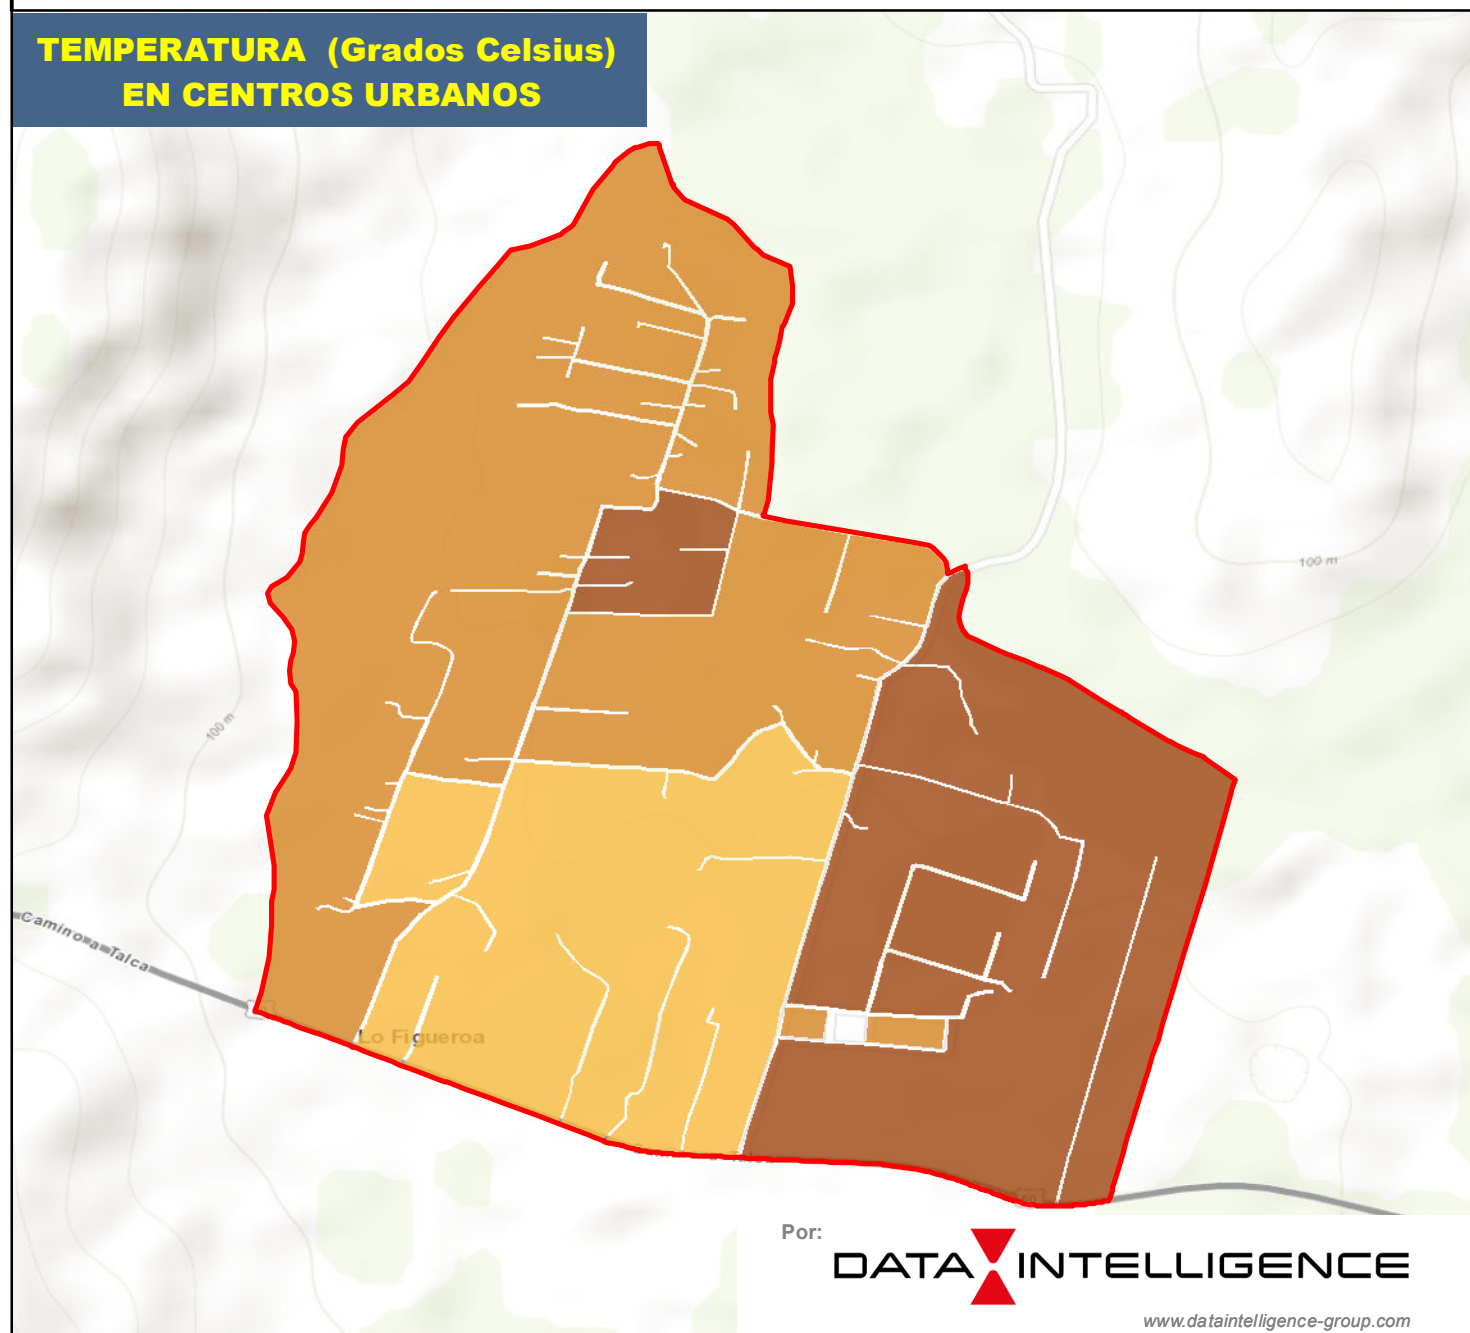 TEMPERATURA (Grados Celsius)
EN CENTROS URBANOS
100 m
100 m
Camino a Talca
Lo Figueroa
Por:
DATA INTELLIGENCE
www.dataintelligence-group.com